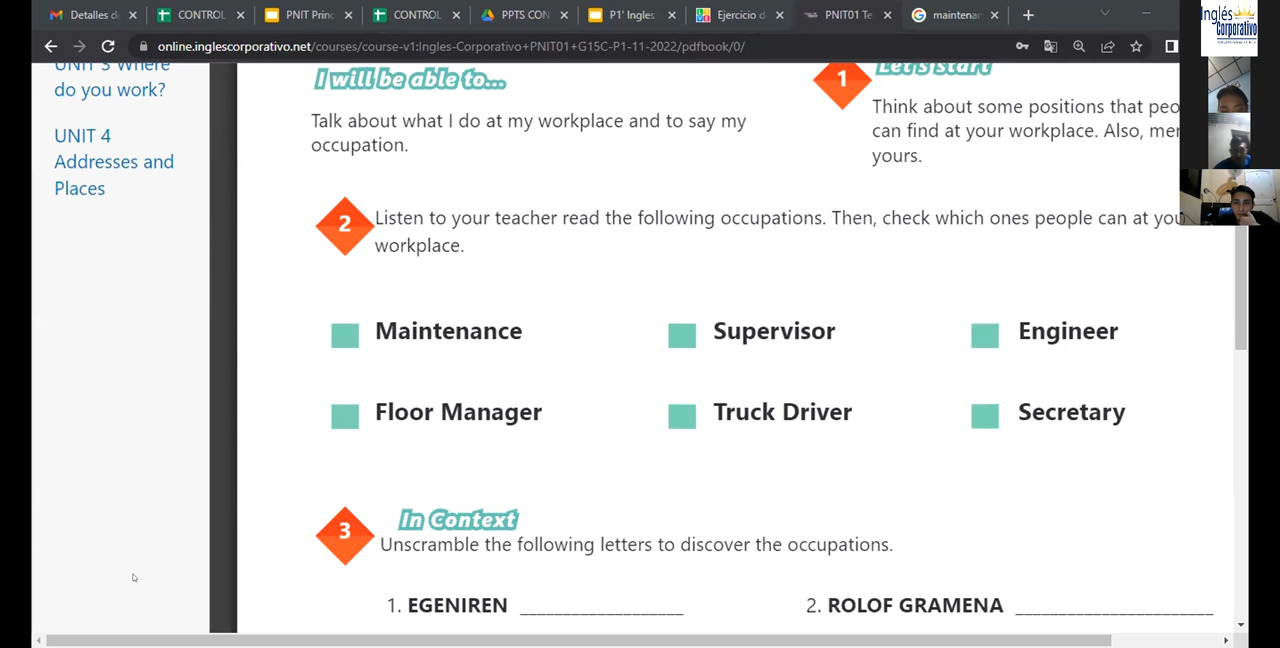 Detalles d
CONTROL
PNIT Princ
CONTROL
PPTS CON
P1' Ingles
Ejercicio d
PNIT01 Te
maintenan
online.inglescorporativo.net/courses/course-v1:Ingles-Corporativo+PNIT01+G15C-P1-11-2022/pdfbook/0/
Inglés
Corporativo
UNIT 3 Where
do you work?
UNIT 4
Addresses and
Places
I will be able to...
Talk about what I do at my workplace and to say my
occupation.
1
Let's start
Think about some positions that peo
can find at your workplace. Also, mer
yours.
2
Listen to your teacher read the following occupations. Then, check which ones people can at you
workplace.
Maintenance
Supervisor
Engineer
Floor Manager
Truck Driver
Secretary
3
In Context
Unscramble the following letters to discover the occupations.
1. EGENIREN ____________________
2. ROLOF GRAMENA ______________________